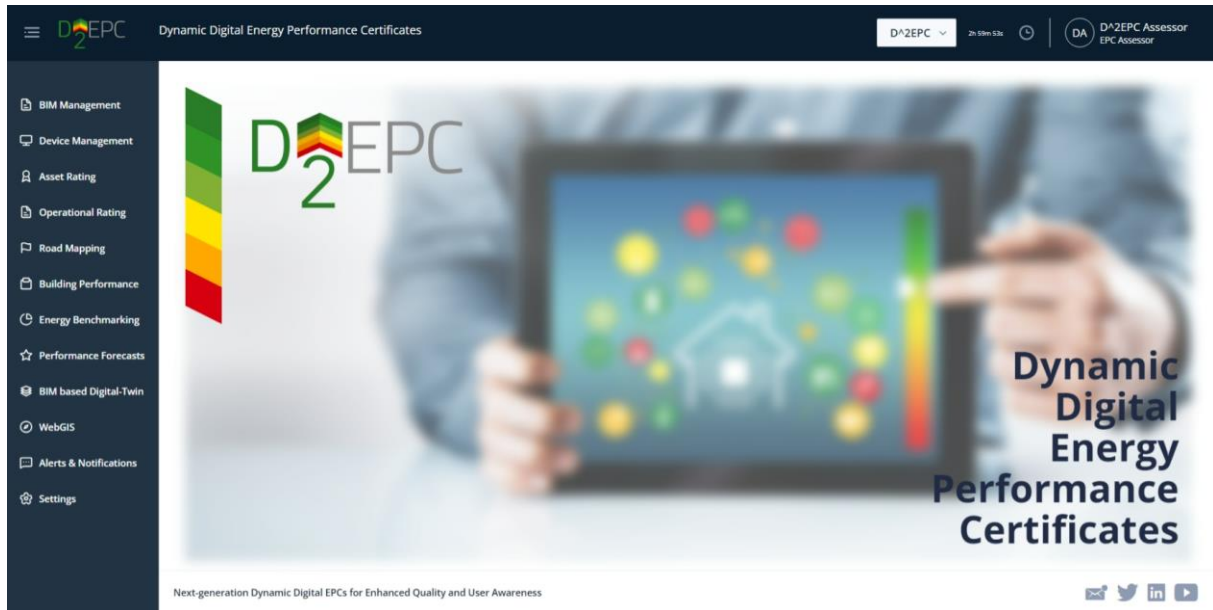 D2EPC
Dynamic Digital Energy Performance Certificates
D^2EPC
2h 59m 53s
DA
D^2EPC Assessor
EPC Assessor
BIM Management
Device Management
Asset Rating
Operational Rating
Road Mapping
Building Performance
Energy Benchmarking
Performance Forecasts
BIM based Digital-Twin
WebGIS
Alerts & Notifications
Settings
D2EPC
Dynamic
Digital
Energy
Performance
Certificates
Next-generation Dynamic Digital EPCs for Enhanced Quality and User Awareness
in